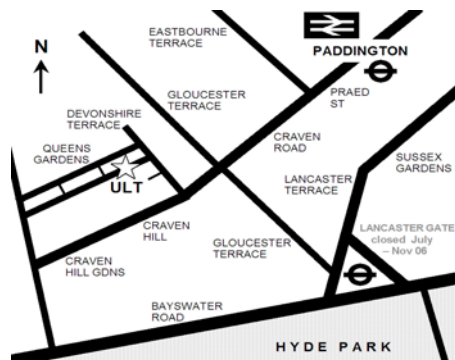 EASTBOURNE
TERRACE
N
PADDINGTON
GLOUCESTER
TERRACE
PRAED
ST
DEVONSHIRE
TERRACE
CRAVEN
ROAD
QUEENS
GARDENS
SUSSEX
GARDENS
LANCASTER
TERRACE
ULT
CRAVEN
HILL
LANCASTER GATE
closed July
– Nov 06
GLOUCESTER
TERRACE
CRAVEN
HILL GDNS
BAYSWATER
ROAD
HYDE PARK